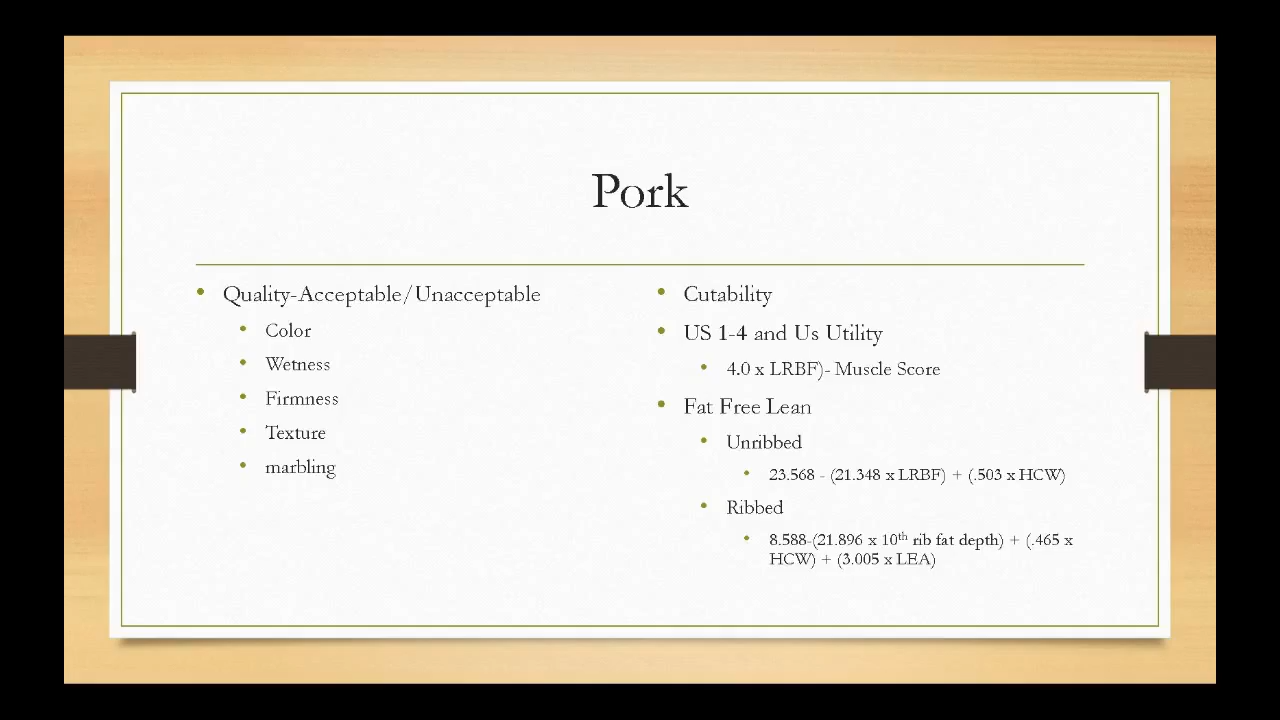 Pork
Quality-Acceptable/Unacceptable
Color
Wetness
Firmness
Texture
marbling
Cutability
US 1-4 and Us Utility
4.0 x LRBF)- Muscle Score
Fat Free Lean
Unribbed
23.568 - (21.348 x LRBF) + (.503 x HCW)
Ribbed
8.588-(21.896 x 10th rib fat depth) + (.465 x
HCW) + (3.005 x LEA)